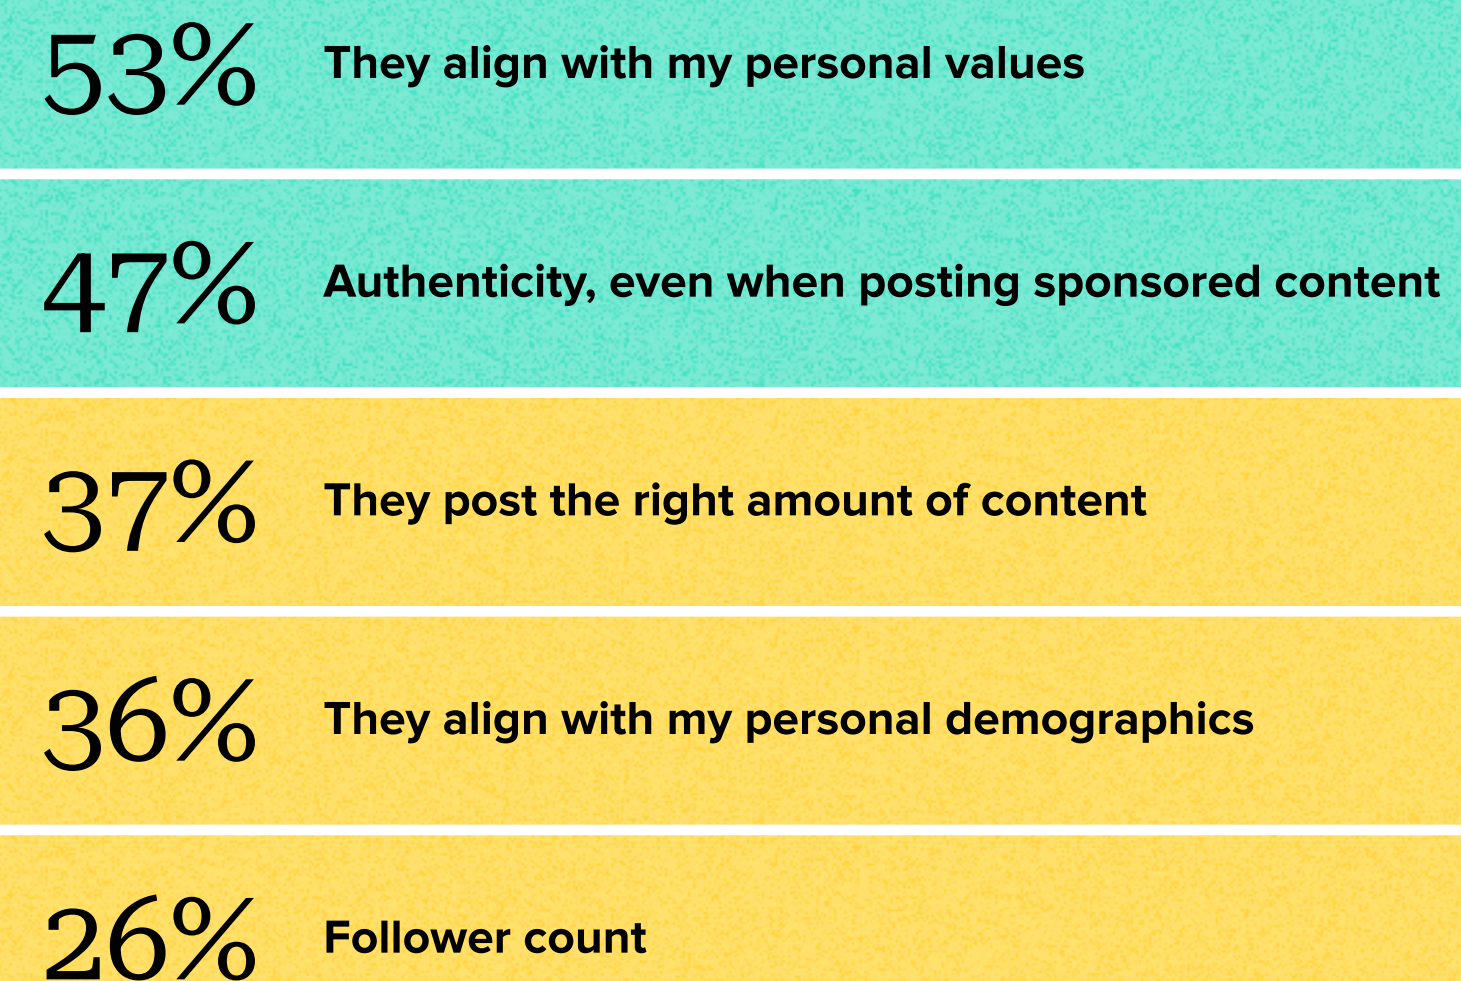 53% They align with my personal values
47% Authenticity, even when posting sponsored content
37% They post the right amount of content
36% They align with my personal demographics
26% Follower count